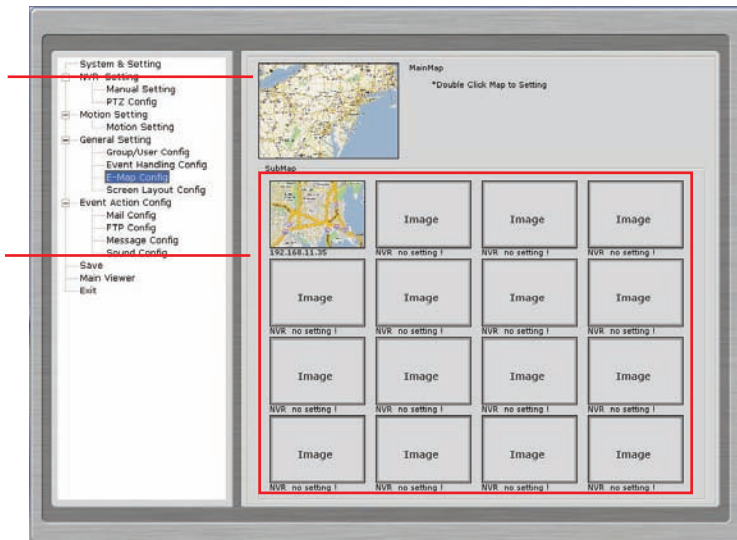 System & Setting
NVR Setting
Manual Setting
PTZ Config
Motion Setting
Motion Setting
General Setting
Group/User Config
Event Handling Config
E-Map Config
Screen Layout Config
Event Action Config
Mail Config
FTP Config
Message Config
Sound Config
Save
Main Viewer
Exit
MainMap
*Double Click Map to Setting
SubMap
Image Image Image
192.168.11.35 NVR no setting ! NVR no setting ! NVR no setting !
Image Image Image Image
NVR no setting ! NVR no setting ! NVR no setting ! NVR no setting !
Image Image Image Image
NVR no setting ! NVR no setting ! NVR no setting ! NVR no setting !
Image Image Image Image
NVR no setting ! NVR no setting ! NVR no setting ! NVR no setting !